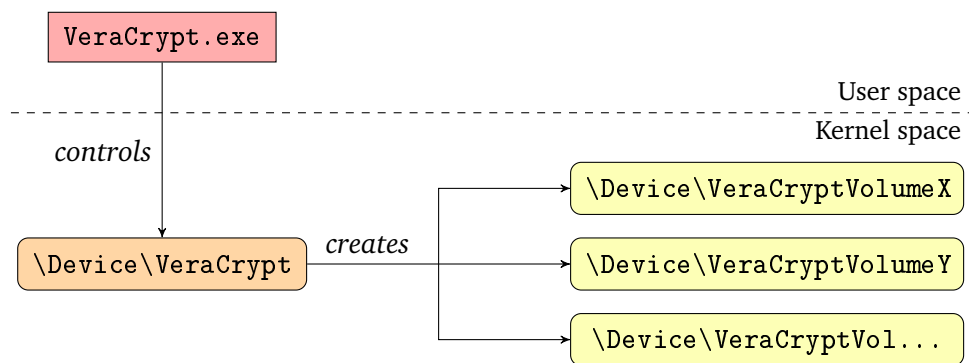 VeraCrypt.exe
User space
Kernel space
controls
\Device\VeraCryptVolumeX
\Device\VeraCrypt
creates
\Device\VeraCryptVolumeY
\Device\VeraCryptVol...